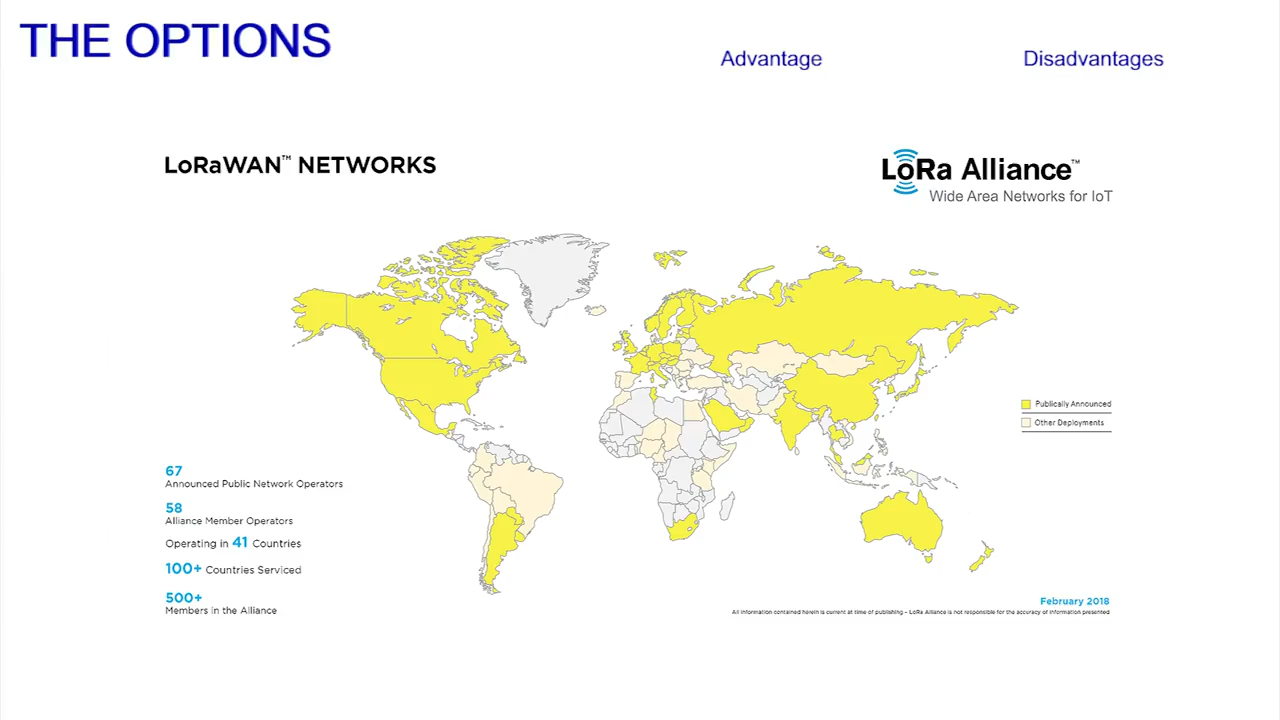 THE OPTIONS
Advantage
Disadvantages
LoRaWAN™ NETWORKS
LoRa Alliance™
Wide Area Networks for IoT
Publically Announced
Other Deployments
67
Announced Public Network Operators
58
Alliance Member Operators
Operating in 41 Countries
100+ Countries Serviced
500+
Members in the Alliance
February 2018
All information contained herein is current at time of publishing – LoRa Alliance is not responsible for the accuracy of information presented